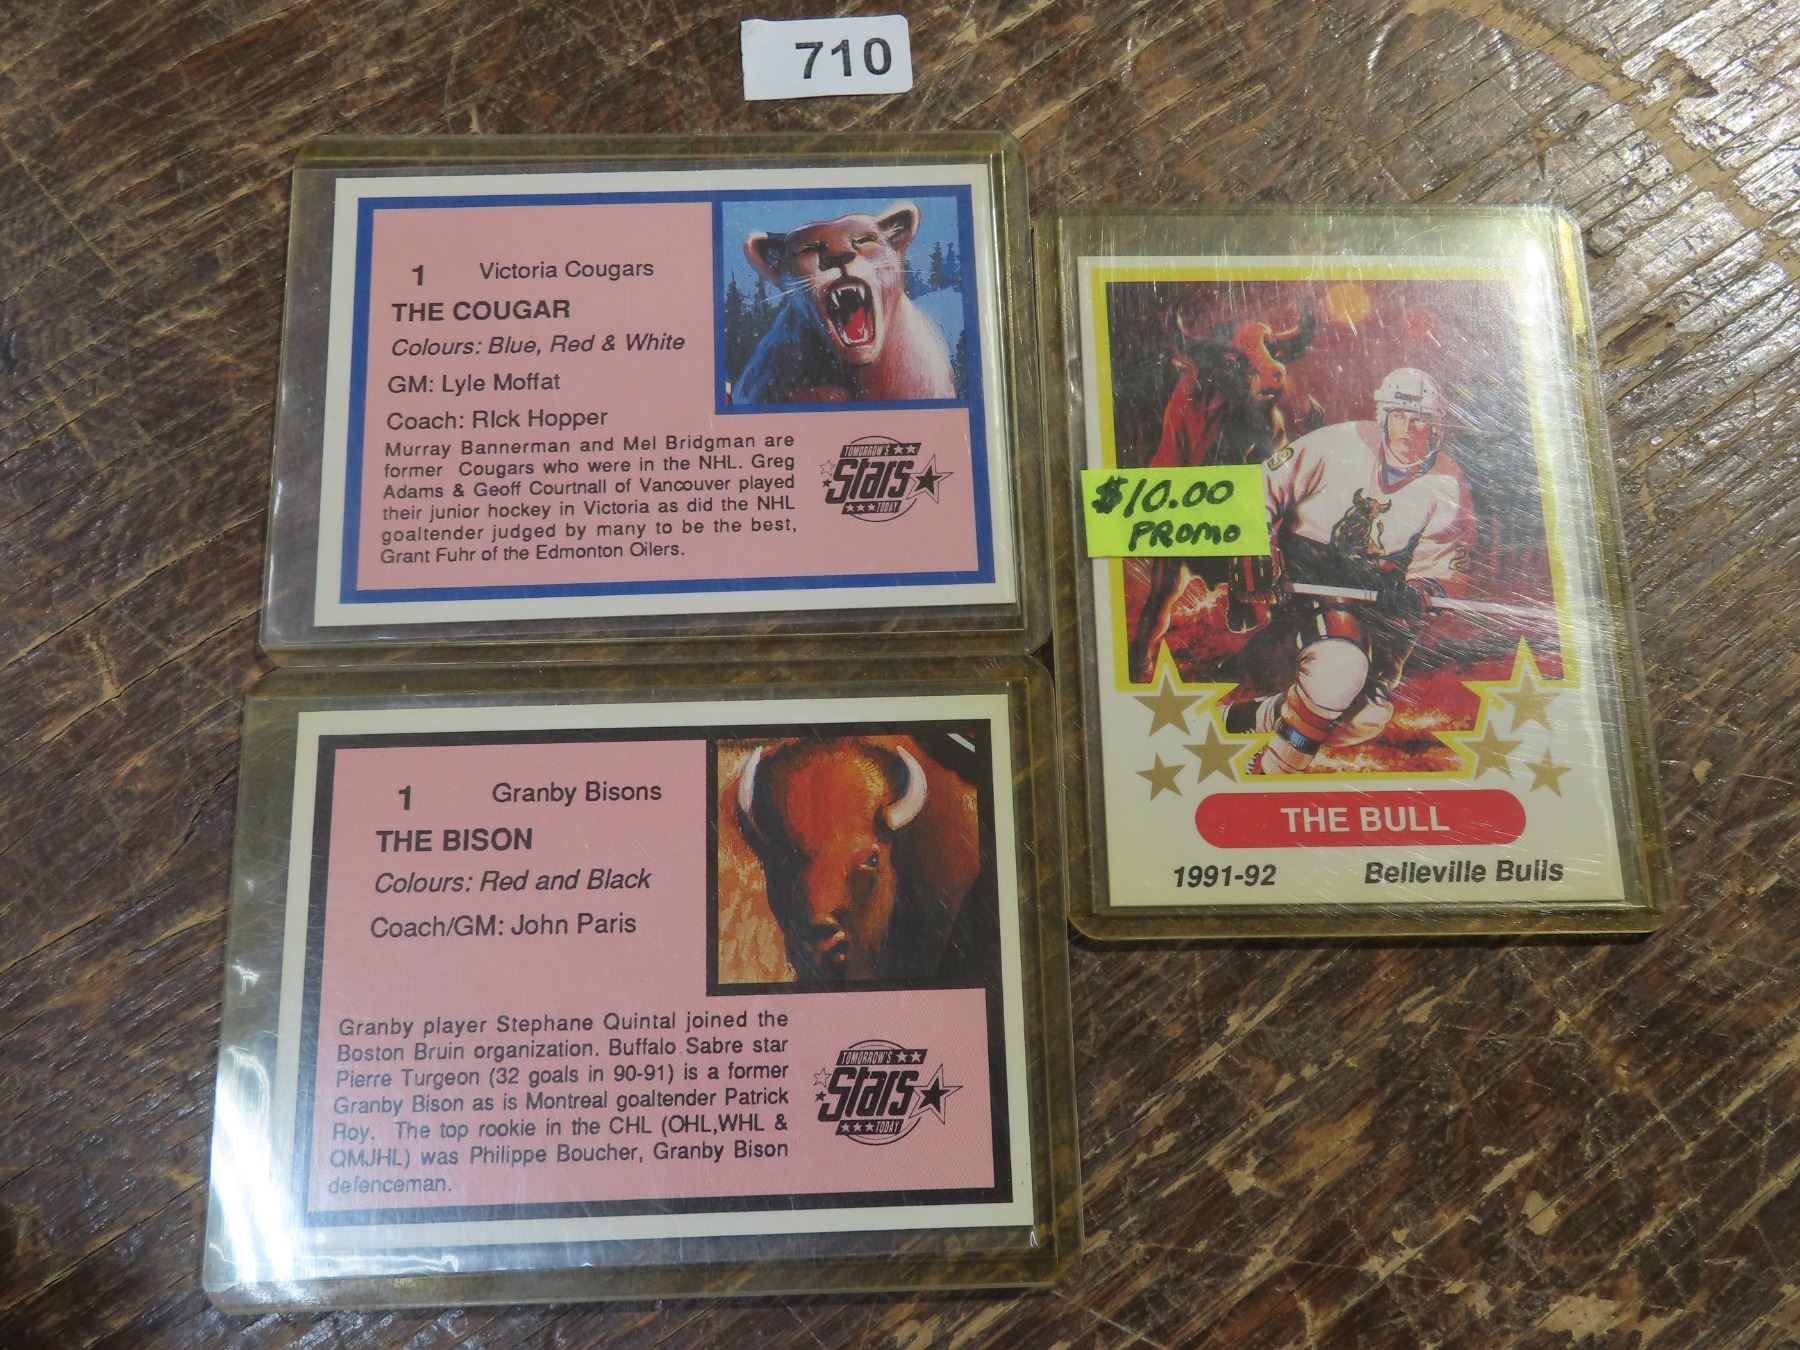 710
1 Victoria Cougars
THE COUGAR
Colours: Blue, Red & White
GM: Lyle Moffat
Coach: RIck Hopper
Murray Bannerman and Mel Bridgman are
former Cougars who were in the NHL. Greg
Adams & Geoff Courtnall of Vancouver played
their junior hockey in Victoria as did the NHL
goaltender judged by many to be the best,
Grant Fuhr of the Edmonton Oilers.
TOMORROW'S
Stars
TODAY
1 Granby Bisons
THE BISON
Colours: Red and Black
Coach/GM: John Paris
Granby player Stephane Quintal joined the
Boston Bruin organization. Buffalo Sabre star
Pierre Turgeon (32 goals in 90-91) is a former
Granby Bison as is Montreal goaltender Patrick
Roy. The top rookie in the CHL (OHL,WHL &
QMJHL) was Philippe Boucher, Granby Bison
defenceman.
TOMORROW'S
Stars
TODAY
$10.00
PROMO
2
THE BULL
1991-92 Belleville Bulls